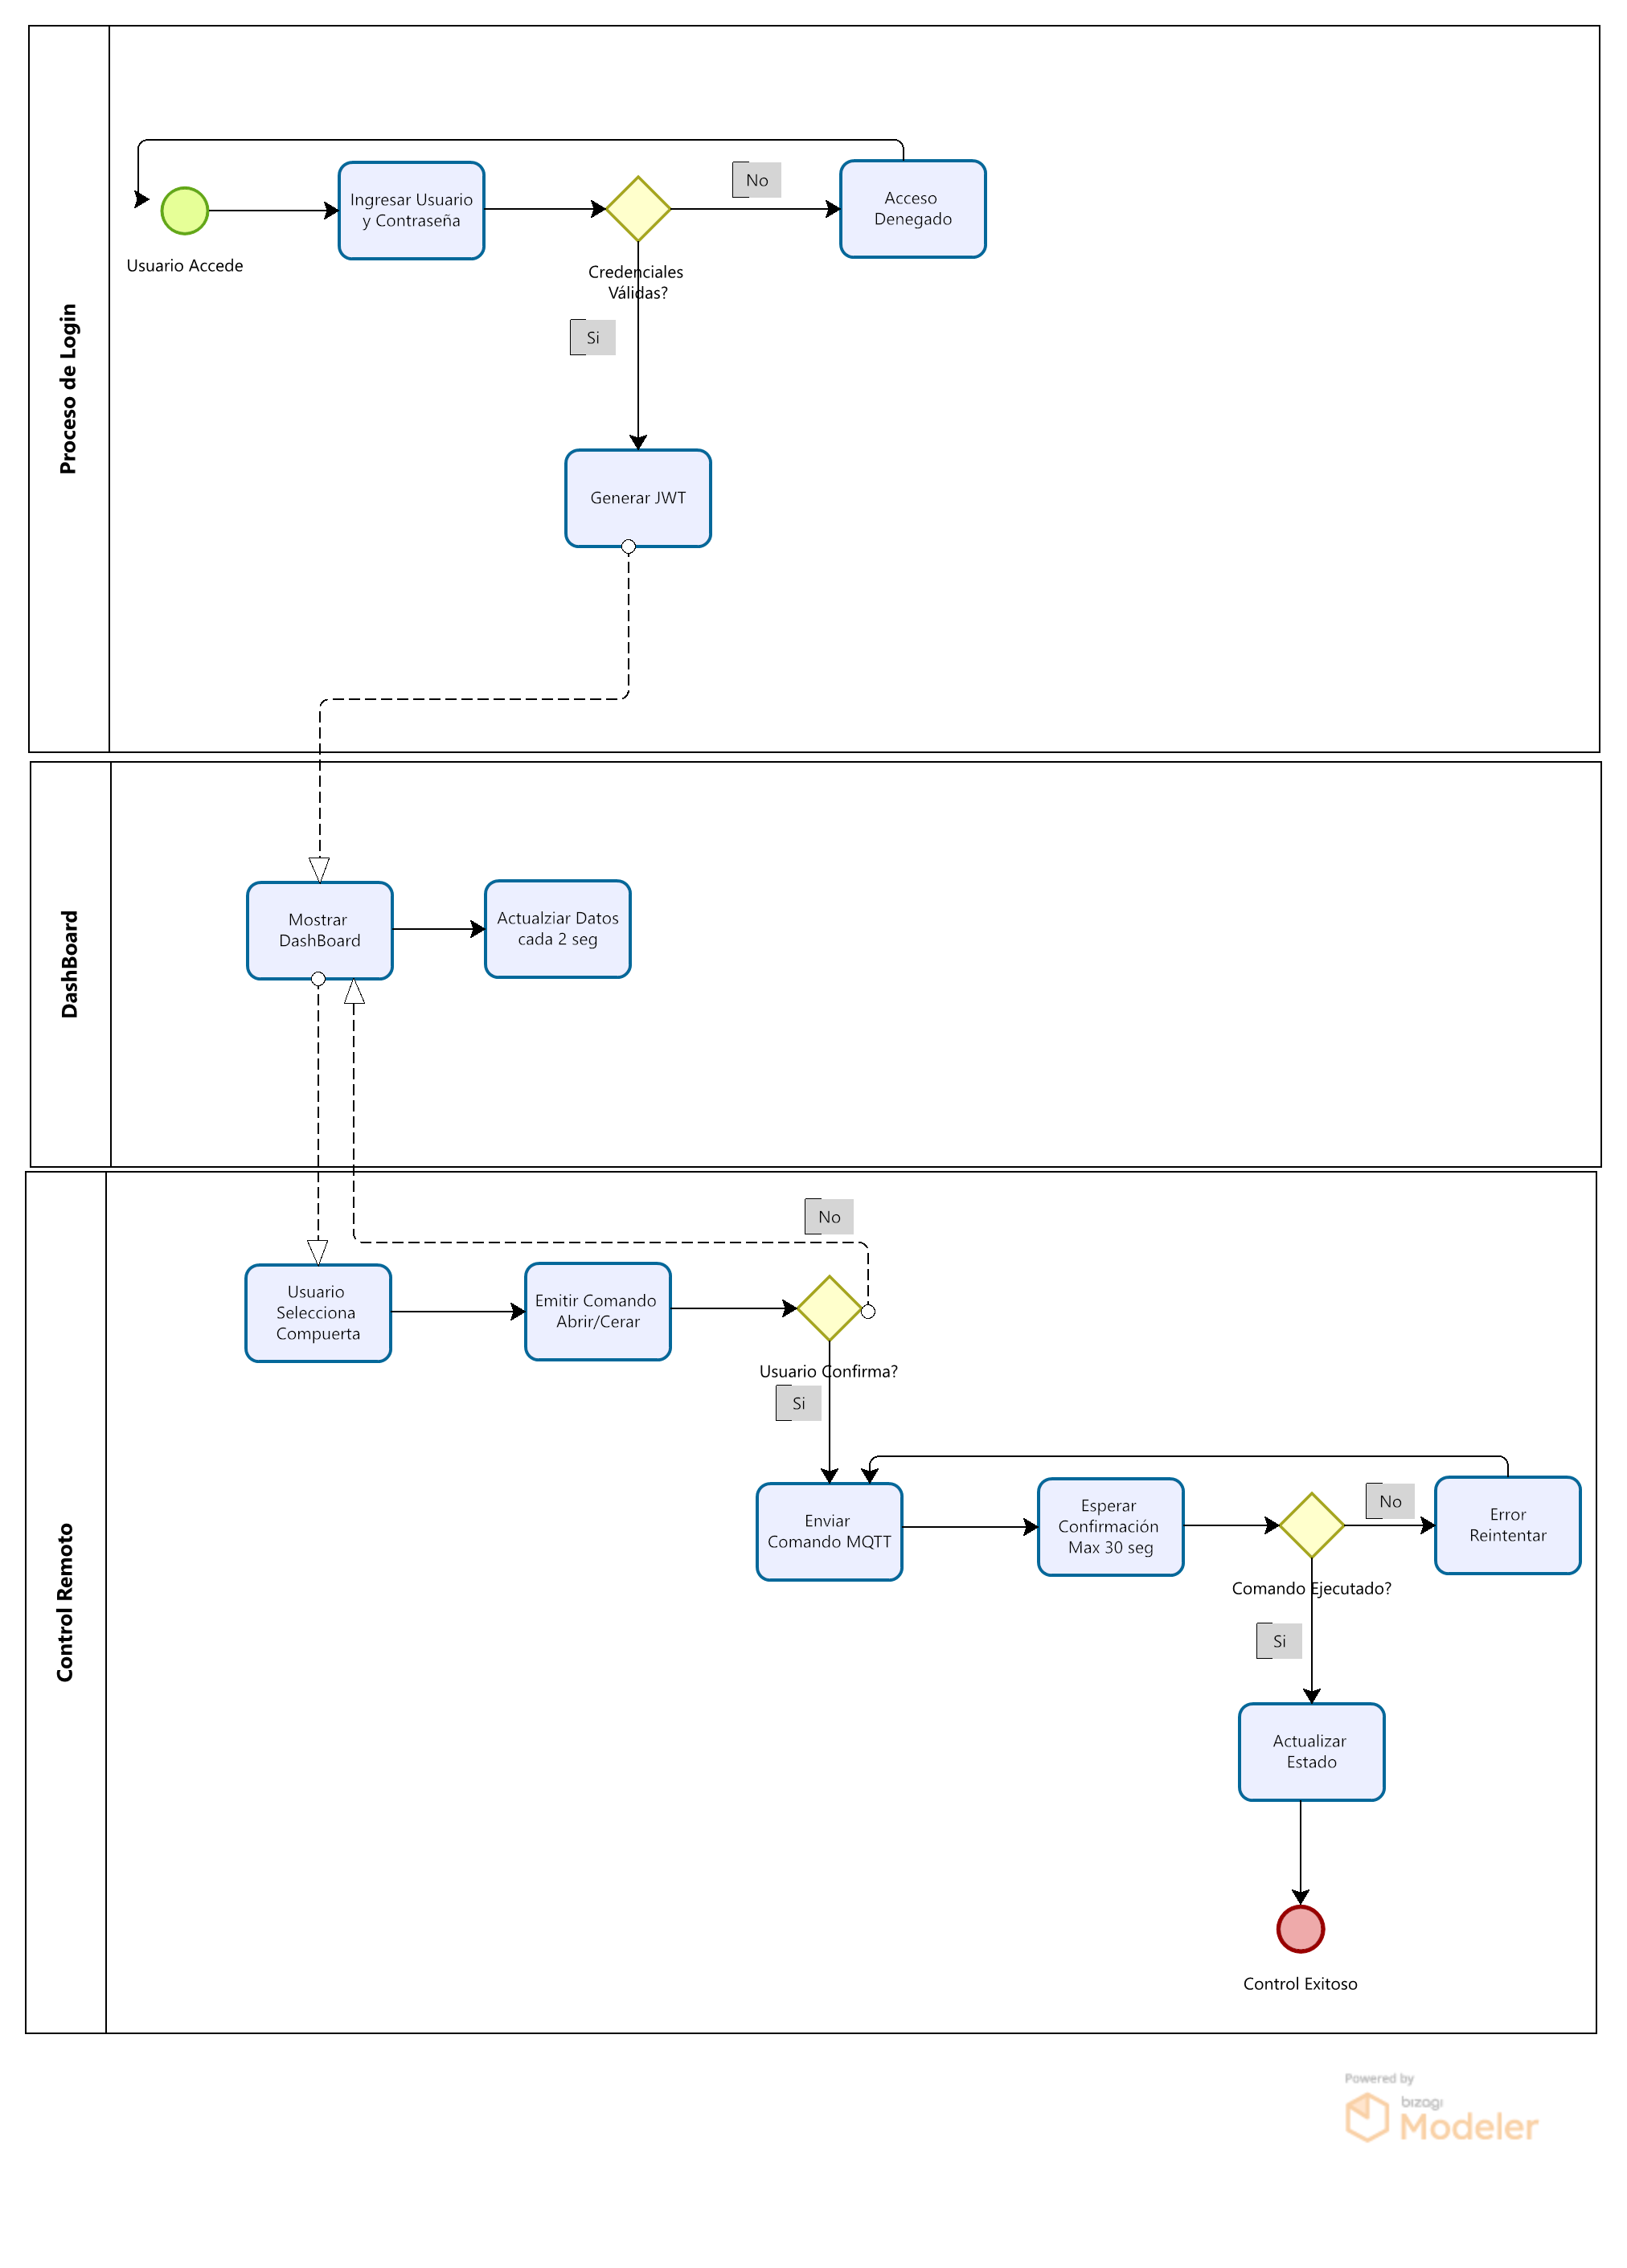 Proceso de Login
Usuario Accede
Ingresar Usuario
y Contraseña
Credenciales
Válidas?
No
Acceso
Denegado
Si
Generar JWT
DashBoard
Mostrar
DashBoard
Actualziar Datos
cada 2 seg
Control Remoto
Usuario
Selecciona
Compuerta
Emitir Comando
Abrir/Cerar
No
Usuario Confirma?
Si
Enviar
Comando MQTT
Esperar
Confirmación
Max 30 seg
Comando Ejecutado?
No
Error
Reintentar
Si
Actualizar
Estado
Control Exitoso
Powered by
bizagi
Modeler